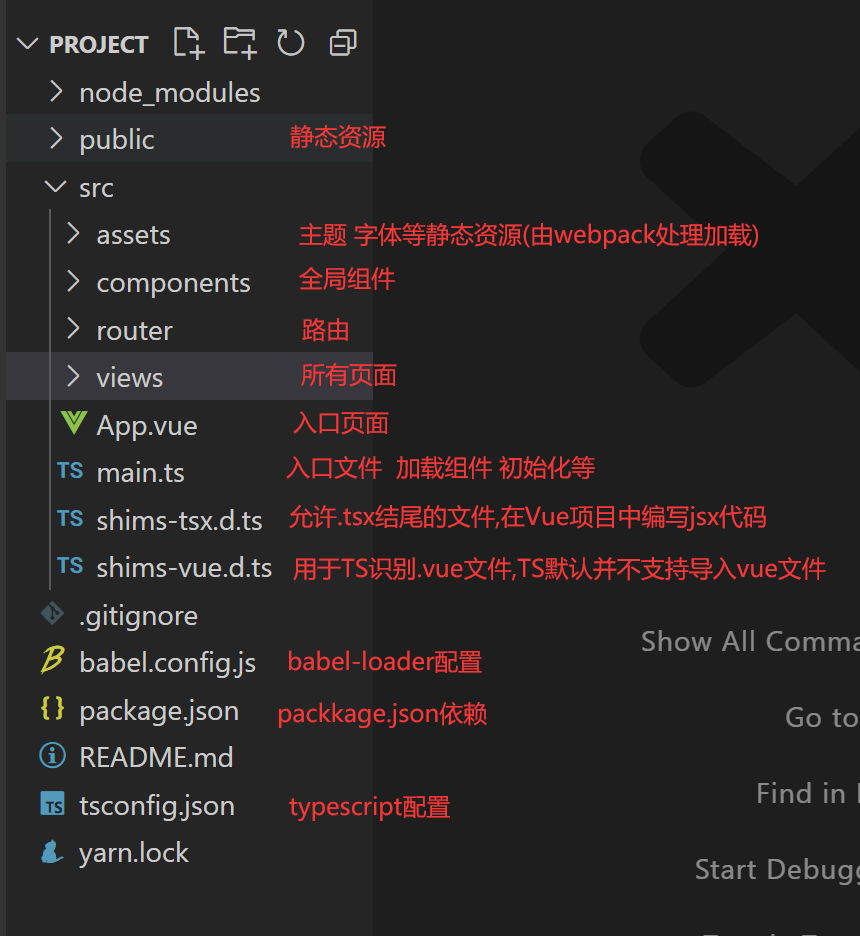 PROJECT
node_modules
public 静态资源
src
assets 主题 字体等静态资源(由webpack处理加载)
components 全局组件
router 路由
views 所有页面
App.vue 入口页面
TS main.ts 入口文件 加载组件 初始化等
TS shims-tsx.d.ts 允许.tsx结尾的文件,在Vue项目中编写jsx代码
TS shims-vue.d.ts 用于TS识别.vue文件,TS默认并不支持导入vue文件
.gitignore
Show All Comma
babel.config.js babel-loader配置
{} package.json packkage.json依赖
Go to
README.md
Find in
TS tsconfig.json typescript配置
yarn.lock
Start Debugg